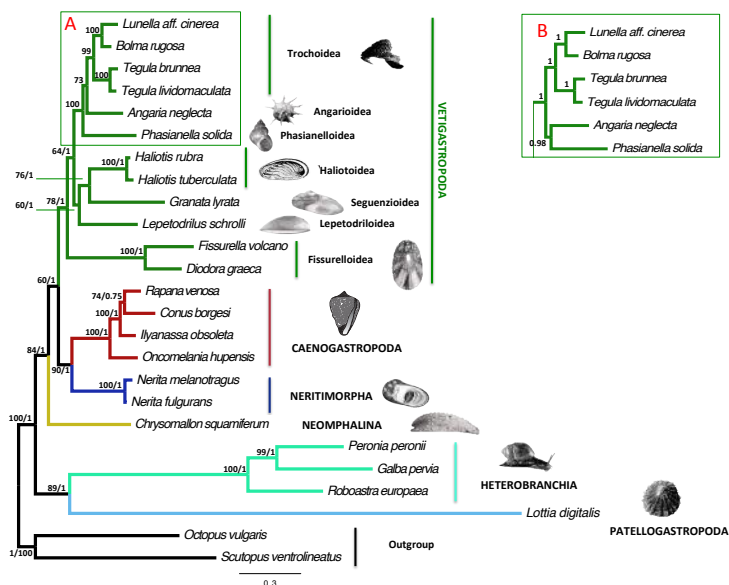 A
B
Lunella aff. cinerea
100
Bolma rugosa
99
Tegula brunnea
100
Tegula lividomaculata
73
Angaria neglecta
100
Phasianella solida
Trochoidea
Angarioidea
Phasianelloidea
VETIGASTROPODA
Lunella aff. cinerea
1
Bolma rugosa
1
Tegula brunnea
1
1
Tegula lividomaculata
Angaria neglecta
0.98
Phasianella solida
64/1
Haliotis rubra
100/1
Haliotis tuberculata
'Haliotoidea
76/1
78/1
Granata lyrata
Seguenzioidea
60/1
Lepetodrilus schrolli
Lepetodriloidea
Fissurella volcano
100/1
Diodora graeca
Fissurelloidea
60/1
Rapana venosa
74/0.75
Conus borgesi
100/1
Ilyanassa obsoleta
100/1
Oncomelania hupensis
CAENOGASTROPODA
84/1
90/1
Nerita melanotragus
100/1
Nerita fulgurans
NERITIMORPHA
Chrysomallon squamiferum
NEOMPHALINA
100/1
Peronia peronii
99/1
Galba pervia
100/1
Roboastra europaea
HETEROBRANCHIA
89/1
Lottia digitalis
PATELLOGASTROPODA
Octopus vulgaris
1/100
Scutopus ventrolineatus
Outgroup
0.3